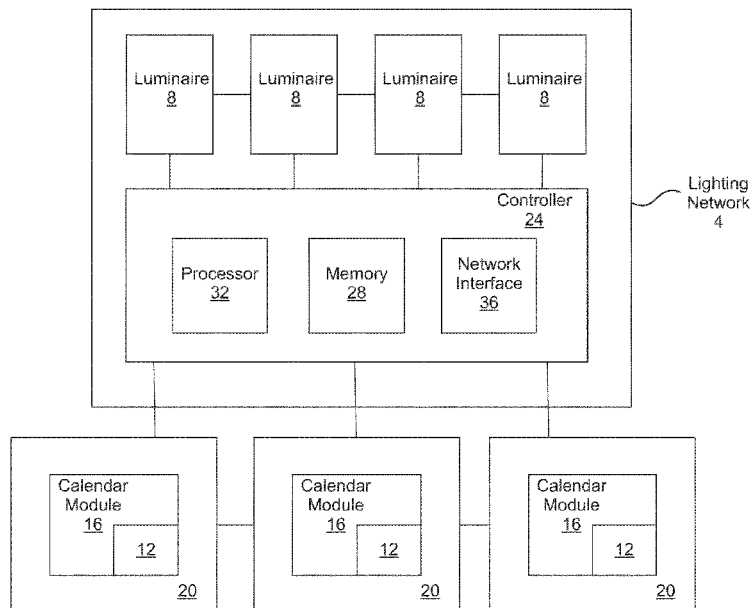 Luminaire
8
Luminaire
8
Luminaire
8
Luminaire
8
Lighting
Network
4
Controller
24
Processor
32
Memory
28
Network
Interface
36
Calendar
Module
16
12
20
Calendar
Module
16
12
20
Calendar
Module
16
12
20